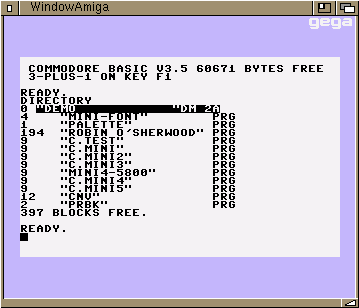 WindowAmiga
gega
COMMODORE BASIC V3.5 60671 BYTES FREE
3-PLUS-1 ON KEY F1
READY.
DIRECTORY
0 "DEMO "DM 2A
4 "MINI-FONT" PRG
1 "PALETTE" PRG
194 "ROBIN O'SHERWOOD" PRG
9 "C.TEST" PRG
9 "C.MINI" PRG
9 "C.MINI2" PRG
9 "C.MINI3" PRG
9 "MINI4-5800" PRG
9 "C.MINI4" PRG
9 "C.MINI5" PRG
12 "CNV" PRG
2 "PRBK" PRG
397 BLOCKS FREE.
READY.